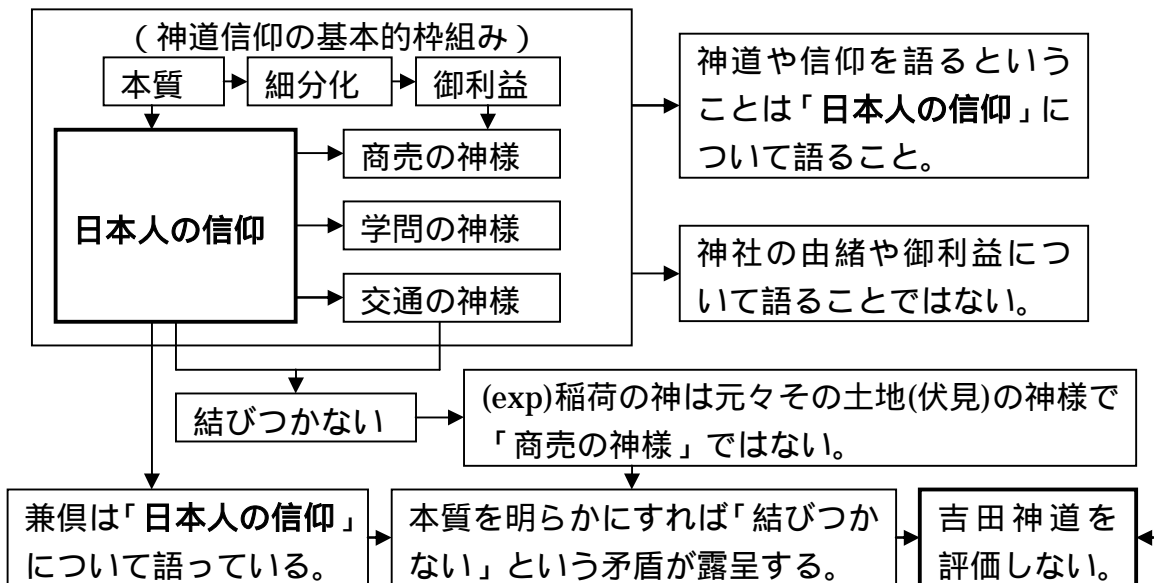 （神道信仰の基本的枠組み）
本質
細分化
御利益
日本人の信仰
商売の神様
学問の神様
交通の神様
神道や信仰を語るという
ことは「日本人の信仰」に
ついて語ること。
神社の由緒や御利益につ
いて語ることではない。
結びつかない
(exp)稲荷の神は元々その土地(伏見)の神様で
「商売の神様」ではない。
兼倶は「日本人の信仰」
について語っている。
本質を明らかにすれば「結びつか
ない」という矛盾が露呈する。
吉田神道を
評価しない。